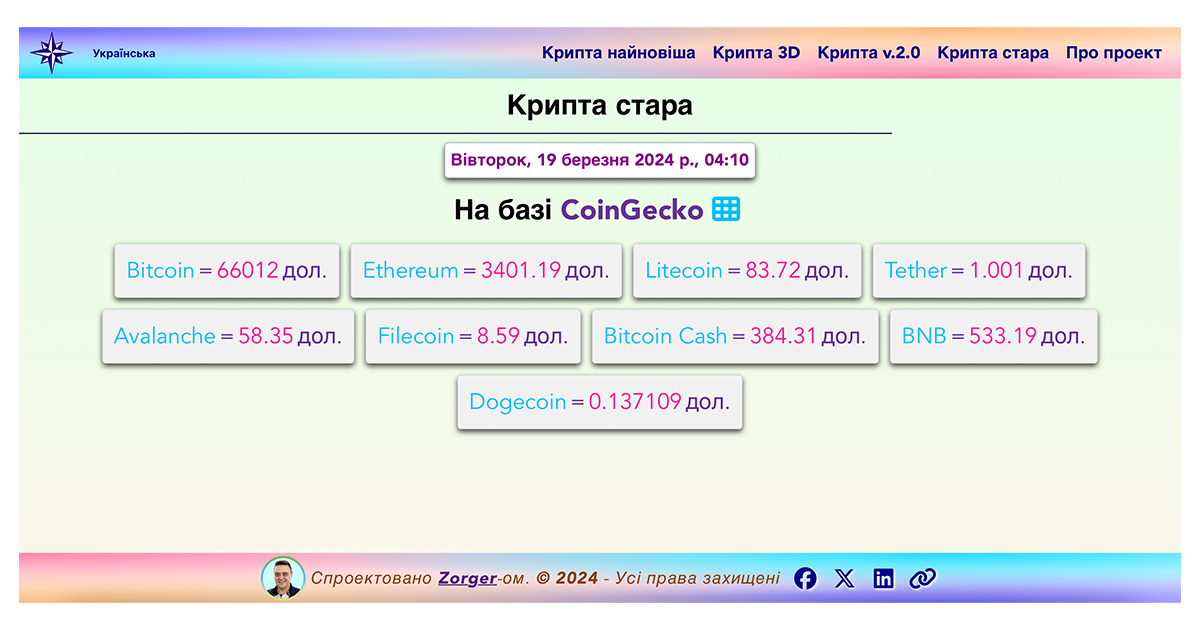 Українська Крипта найновіша Крипта 3D Крипта v.2.0 Крипта стара Про проект
Крипта стара
Вівторок, 19 березня 2024 р., 04:10
На базі CoinGecko
Bitcoin = 66012 дол. Ethereum = 3401.19 дол. Litecoin = 83.72 дол. Tether = 1.001 дол.
Avalanche = 58.35 дол. Filecoin = 8.59 дол. Bitcoin Cash = 384.31 дол. BNB = 533.19 дол.
Dogecoin = 0.137109 дол.
Спроектовано Zorger-ом. © 2024 - Усі права захищені